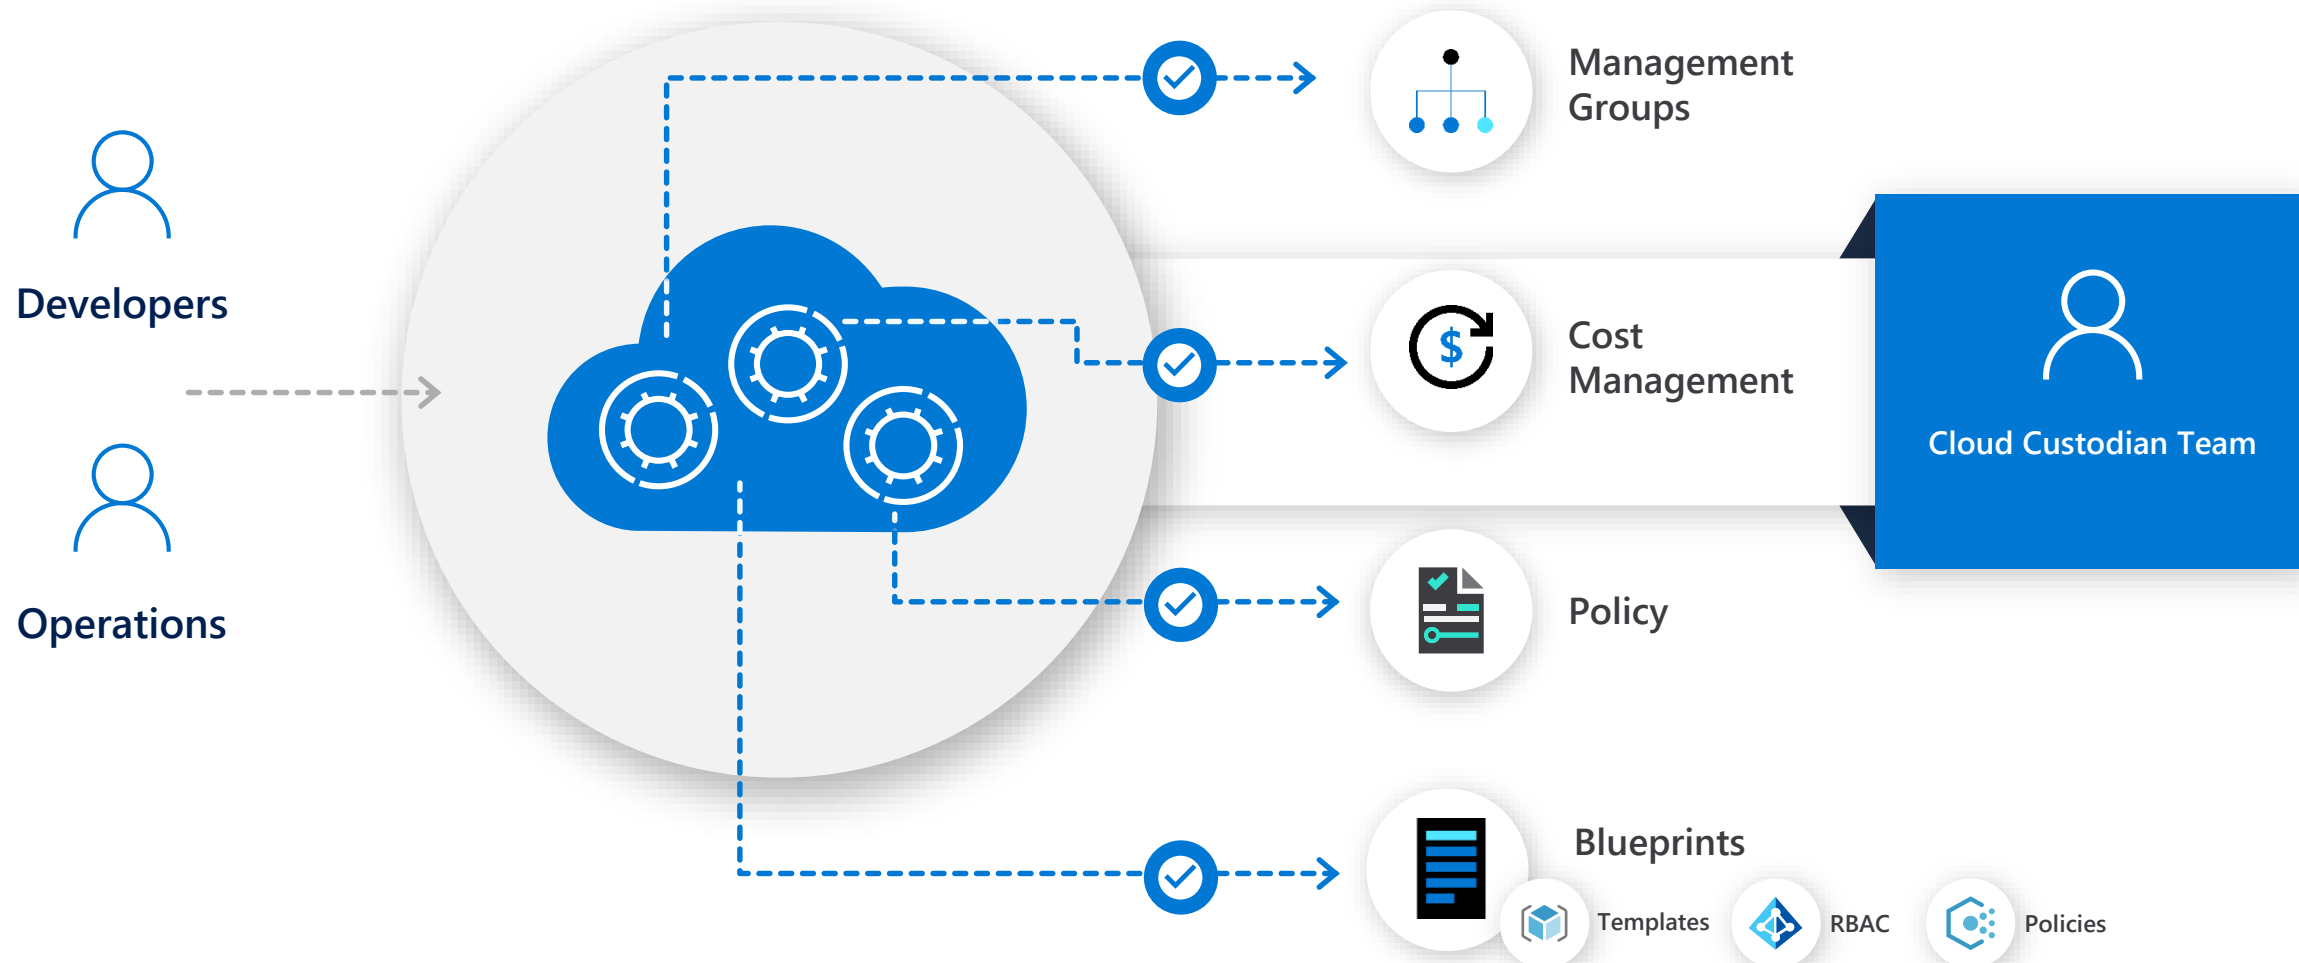 Developers
Operations
Management
Groups
Cost
Management
$
Policy
Blueprints
Templates
RBAC
Policies
Cloud Custodian Team